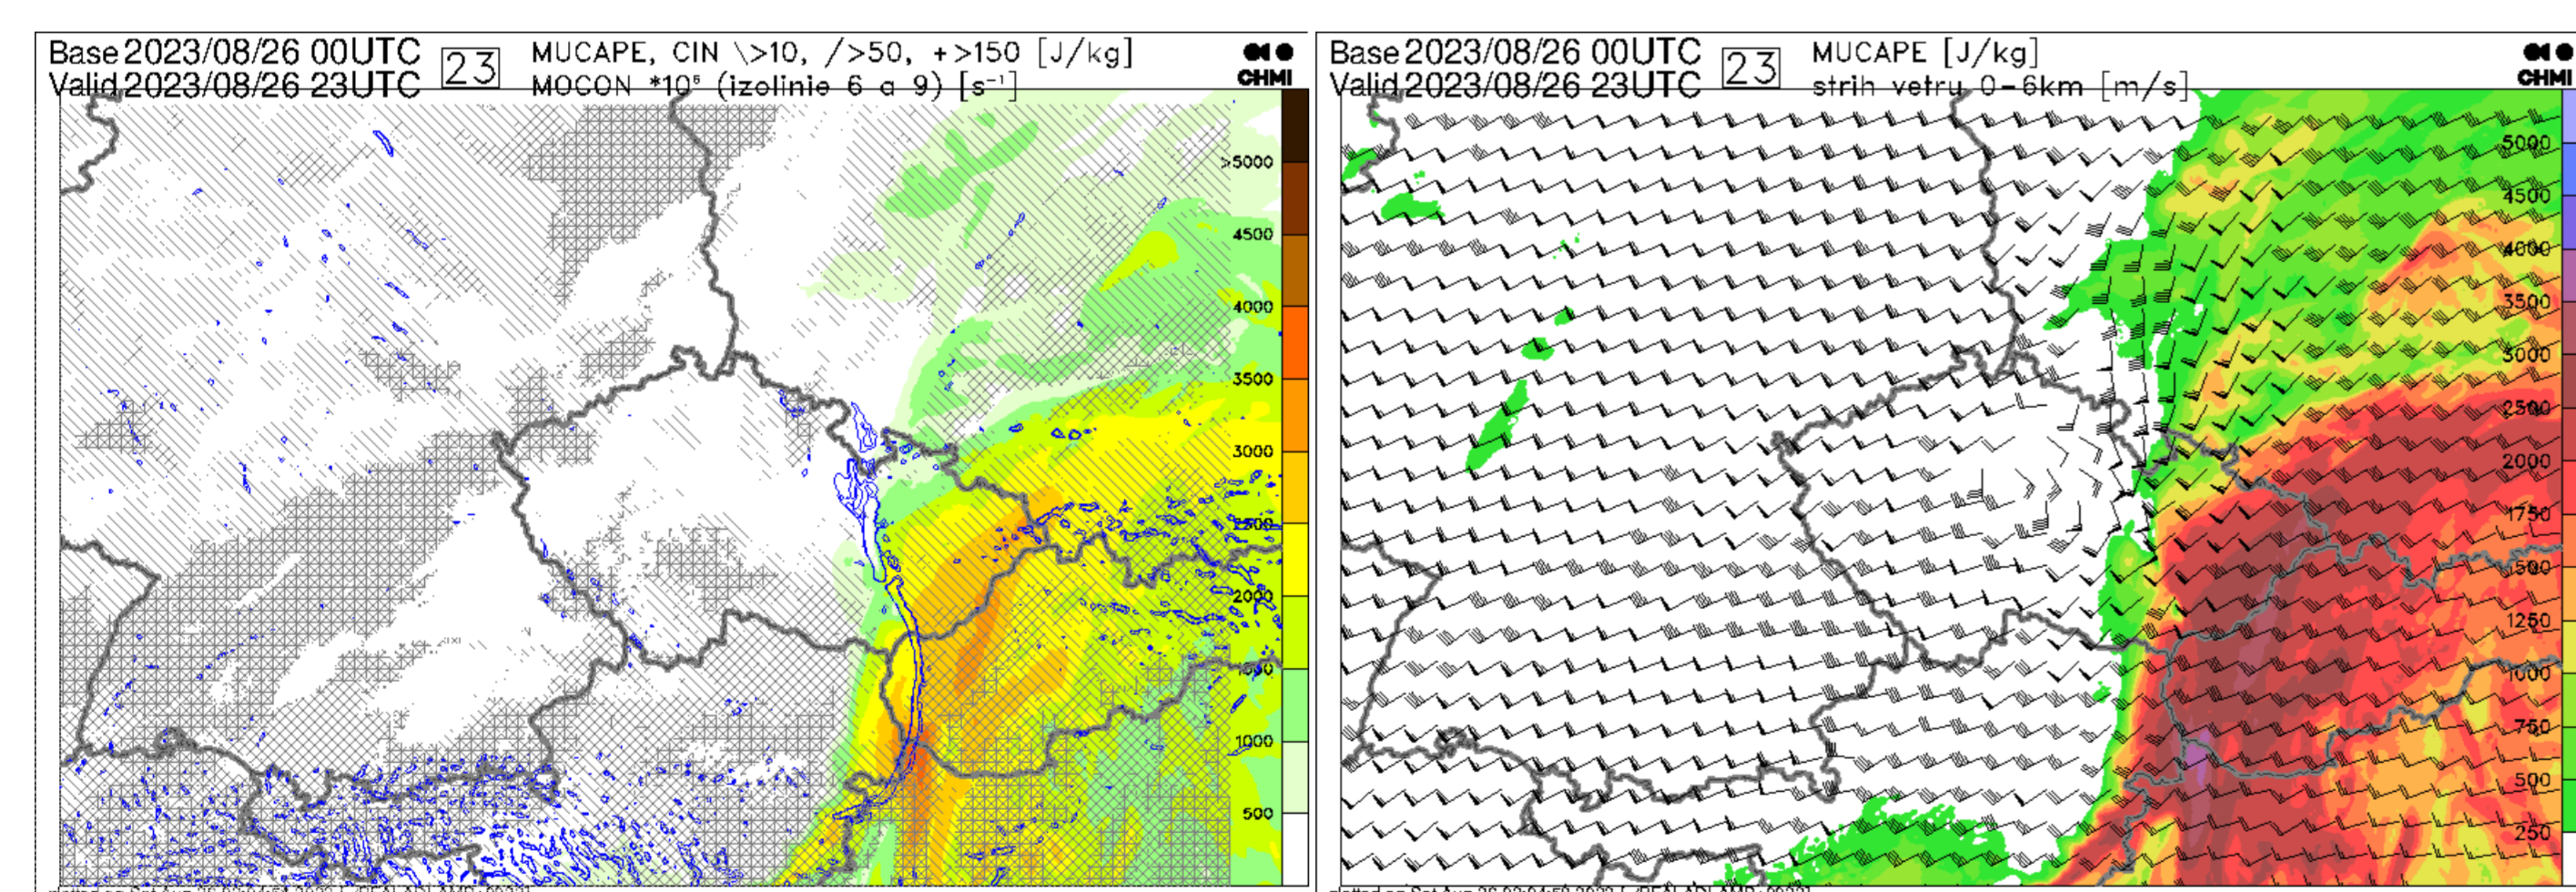 Base 2023/08/26 00UTC
Valid 2023/08/26 23UTC
23
MUCAPE, CIN \>10, />50, +>150 [J/kg]
MOCON *10⁶ (izolinie 6 a 9) [s⁻¹]
CHMI
>5000
4500
4000
3500
3000
2500
2000
1500
1000
500
Base 2023/08/26 00UTC
Valid 2023/08/26 23UTC
23
MUCAPE [J/kg]
strih vetru 0-6km [m/s]
CHMI
5000
4500
4000
3500
3000
2500
2000
1750
1500
1250
1000
750
500
250